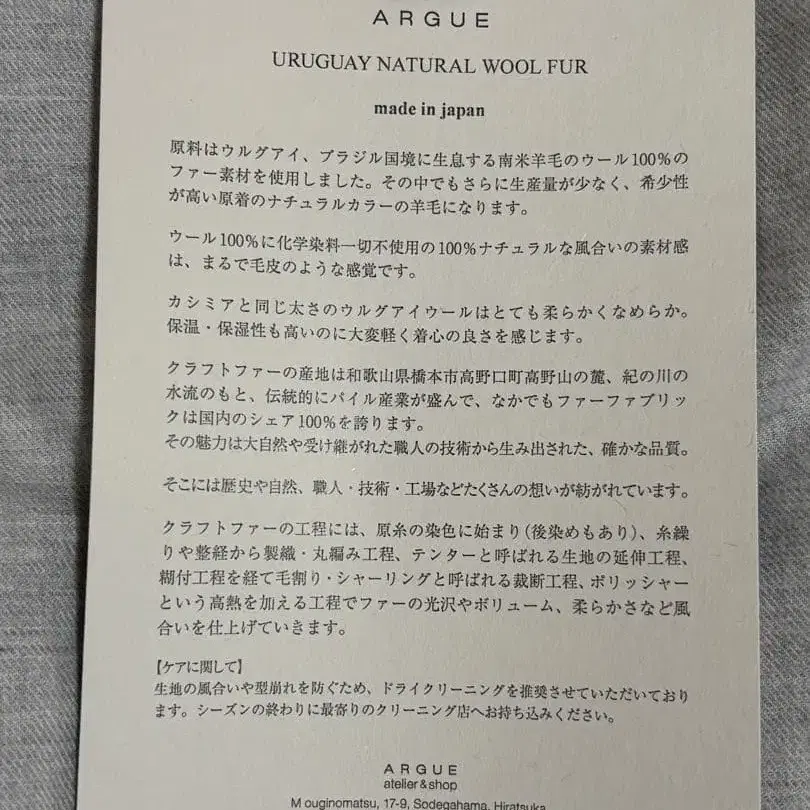 ARGUE
URUGUAY NATURAL WOOL FUR
made in japan
原料はウルグアイ、ブラジル国境に生息する南米羊毛のウール100%の
ファー素材を使用しました。その中でもさらに生産量が少なく、希少性
が高い原着のナチュラルカラーの羊毛になります。
ウール100%に化学染料一切不使用の100%ナチュラルな風合いの素材感
は、まるで毛皮のような感覚です。
カシミアと同じ太さのウルグアイウールはとても柔らかくなめらか。
保温・保湿性も高いのに大変軽く着心の良さを感じます。
クラフトファーの産地は和歌山県橋本市高野口町高野山の麓、紀の川の
水流のもと、伝統的にパイル産業が盛んで、なかでもファーファブリッ
クは国内のシェア100%を誇ります。
その魅力は大自然や受け継がれた職人の技術から生み出された、確かな品質。
そこには歴史や自然、職人・技術・工場などたくさんの想いが紡がれています。
クラフトファーの工程には、原糸の染色に始まり(後染めもあり)、糸繰
りや整経から製織・丸編み工程、テンターと呼ばれる生地の延伸工程、
糊付工程を経て毛割り・シャーリングと呼ばれる裁断工程、ポリッシャー
という高熱を加える工程でファーの光沢やボリューム、柔らかさなど風
合いを仕上げていきます。
【ケアに関して】
生地の風合いや型崩れを防ぐため、ドライクリーニングを推奨させていただいており
ます。シーズンの終わりに最寄りのクリーニング店へお持ち込みください。
ARGUE
atelier&shop
M ouginomatsu, 17-9, Sodegahama, Hiratsuka